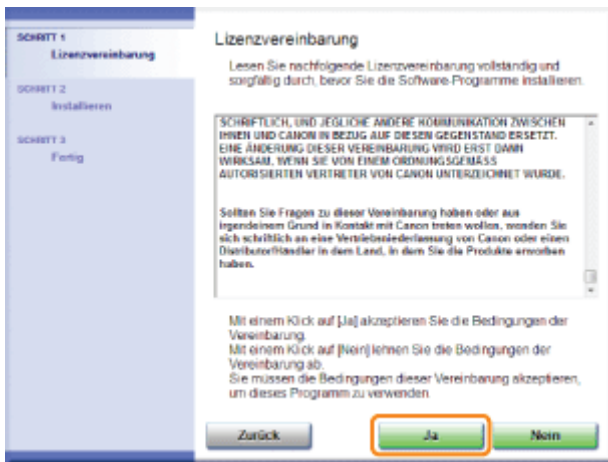 SCHRITT 1
Lizenzvereinbarung
SCHRITT 2
Installieren
SCHRITT 3
Fertig
Lizenzvereinbarung
Lesen Sie nachfolgende Lizenzvereinbarung vollständig und
sorgfältig durch, bevor Sie die Software-Programme installieren.
SCHRIFTLICH, UND JEGLICHE ANDERE KOMMUNIKATION ZWISCHEN
IHNEN UND CANON IN BEZUG AUF DIESEN GEGENSTAND ERSETZT.
EINE ÄNDERUNG DIESER VEREINBARUNG WIRD ERST DANN
WIRKSAM, WENN SIE VON EINEM ORDNUNGSGEMÄSS
AUTORISIERTEN VERTRETER VON CANON UNTERZEICHNET WURDE.
Sollten Sie Fragen zu dieser Vereinbarung haben oder aus
irgendeinem Grund in Kontakt mit Canon treten wollen, wenden Sie
sich schriftlich an eine Vertriebsniederlassung von Canon oder einen
Distributor/Händler in dem Land, in dem Sie die Produkte erworben
haben.
Mit einem Klick auf [Ja] akzeptieren Sie die Bedingungen der
Vereinbarung.
Mit einem Klick auf [Nein] lehnen Sie die Bedingungen der
Vereinbarung ab.
Sie müssen die Bedingungen dieser Vereinbarung akzeptieren,
um dieses Programm zu verwenden.
Zurück
Ja
Nein